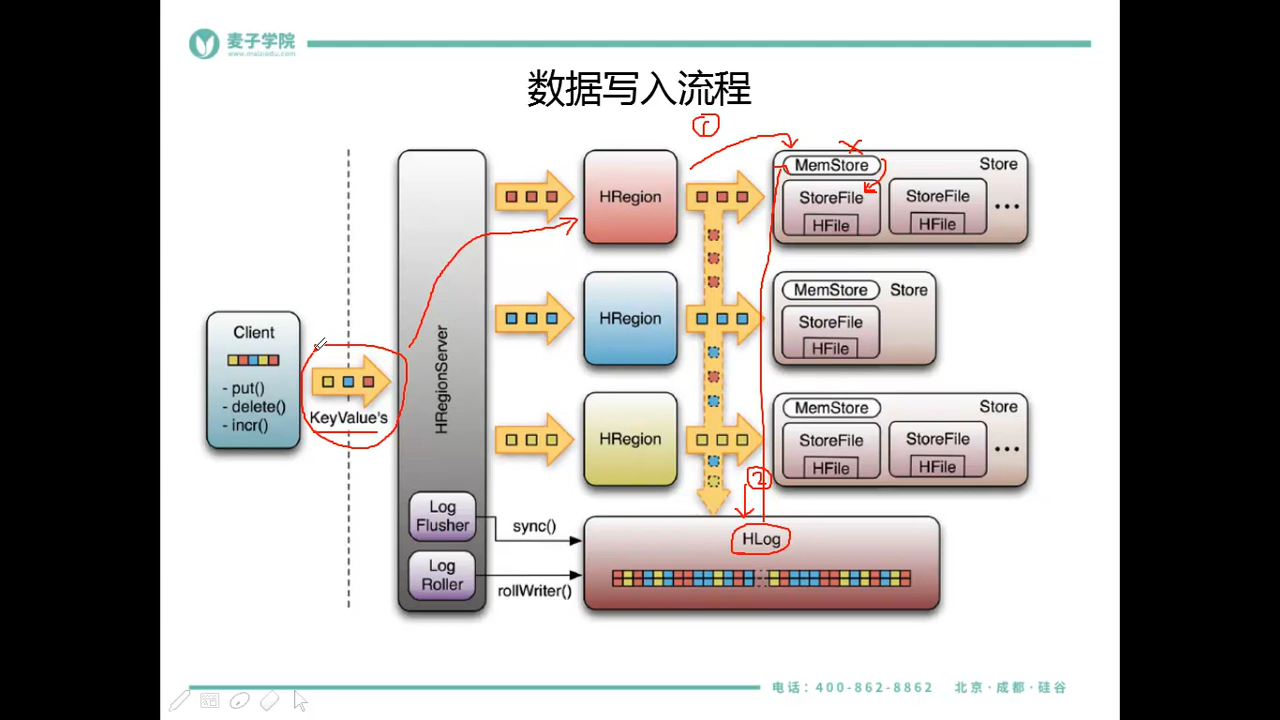 麦子学院
www.maiziedu.com
数据写入流程
1
Client
- put()
- delete()
- incr()
KeyValue's
HRegionServer
Log Flusher
Log Roller
sync()
rollWriter()
HRegion
HRegion
HRegion
MemStore
Store
StoreFile
HFile
StoreFile
HFile
...
MemStore
Store
StoreFile
HFile
MemStore
Store
StoreFile
HFile
StoreFile
HFile
...
2
HLog
电话：400-862-8862 北京·成都·硅谷